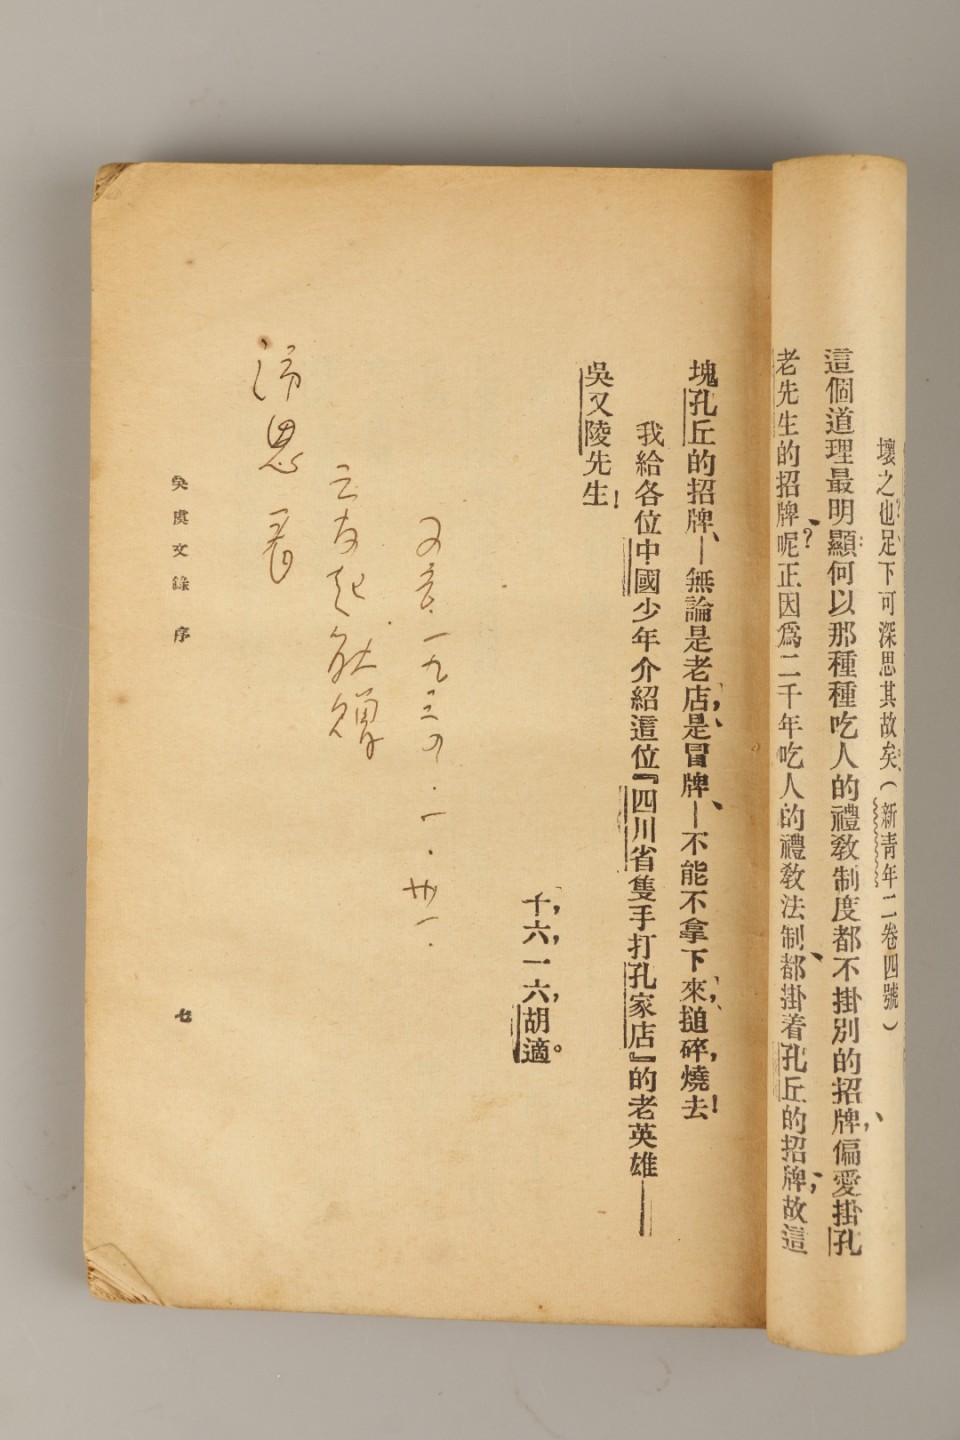 壞之也？足下可深思其故矣。（新青年二卷四號）
這個道理最明顯：何以那種種吃人的禮教制度都不掛別的招牌，偏愛掛孔
老先生的招牌呢？正因爲二千年吃人的禮教法制都掛着孔丘的招牌，故這
塊孔丘的招牌——無論是老店，是冒牌——不能不拿下來，搥碎，燒去！
我給各位中國少年介紹這位『四川省隻手打孔家店』的老英雄——
吳又陵先生！
十，六，一六，胡適。
一九三四．一．卅一．
吳虞文錄 序
七